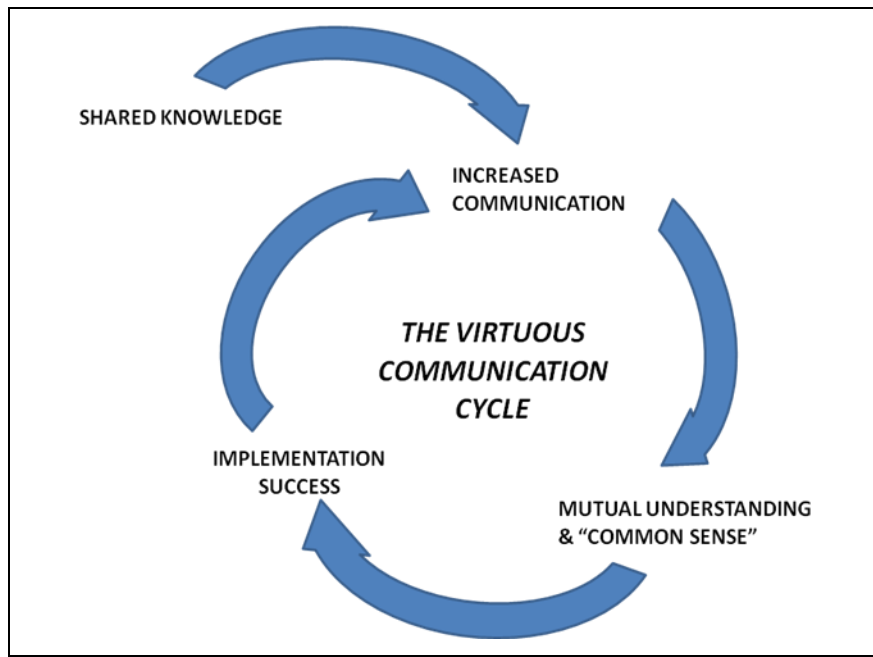 SHARED KNOWLEDGE
INCREASED
COMMUNICATION
THE VIRTUOUS
COMMUNICATION
CYCLE
IMPLEMENTATION
SUCCESS
MUTUAL UNDERSTANDING
& “COMMON SENSE”